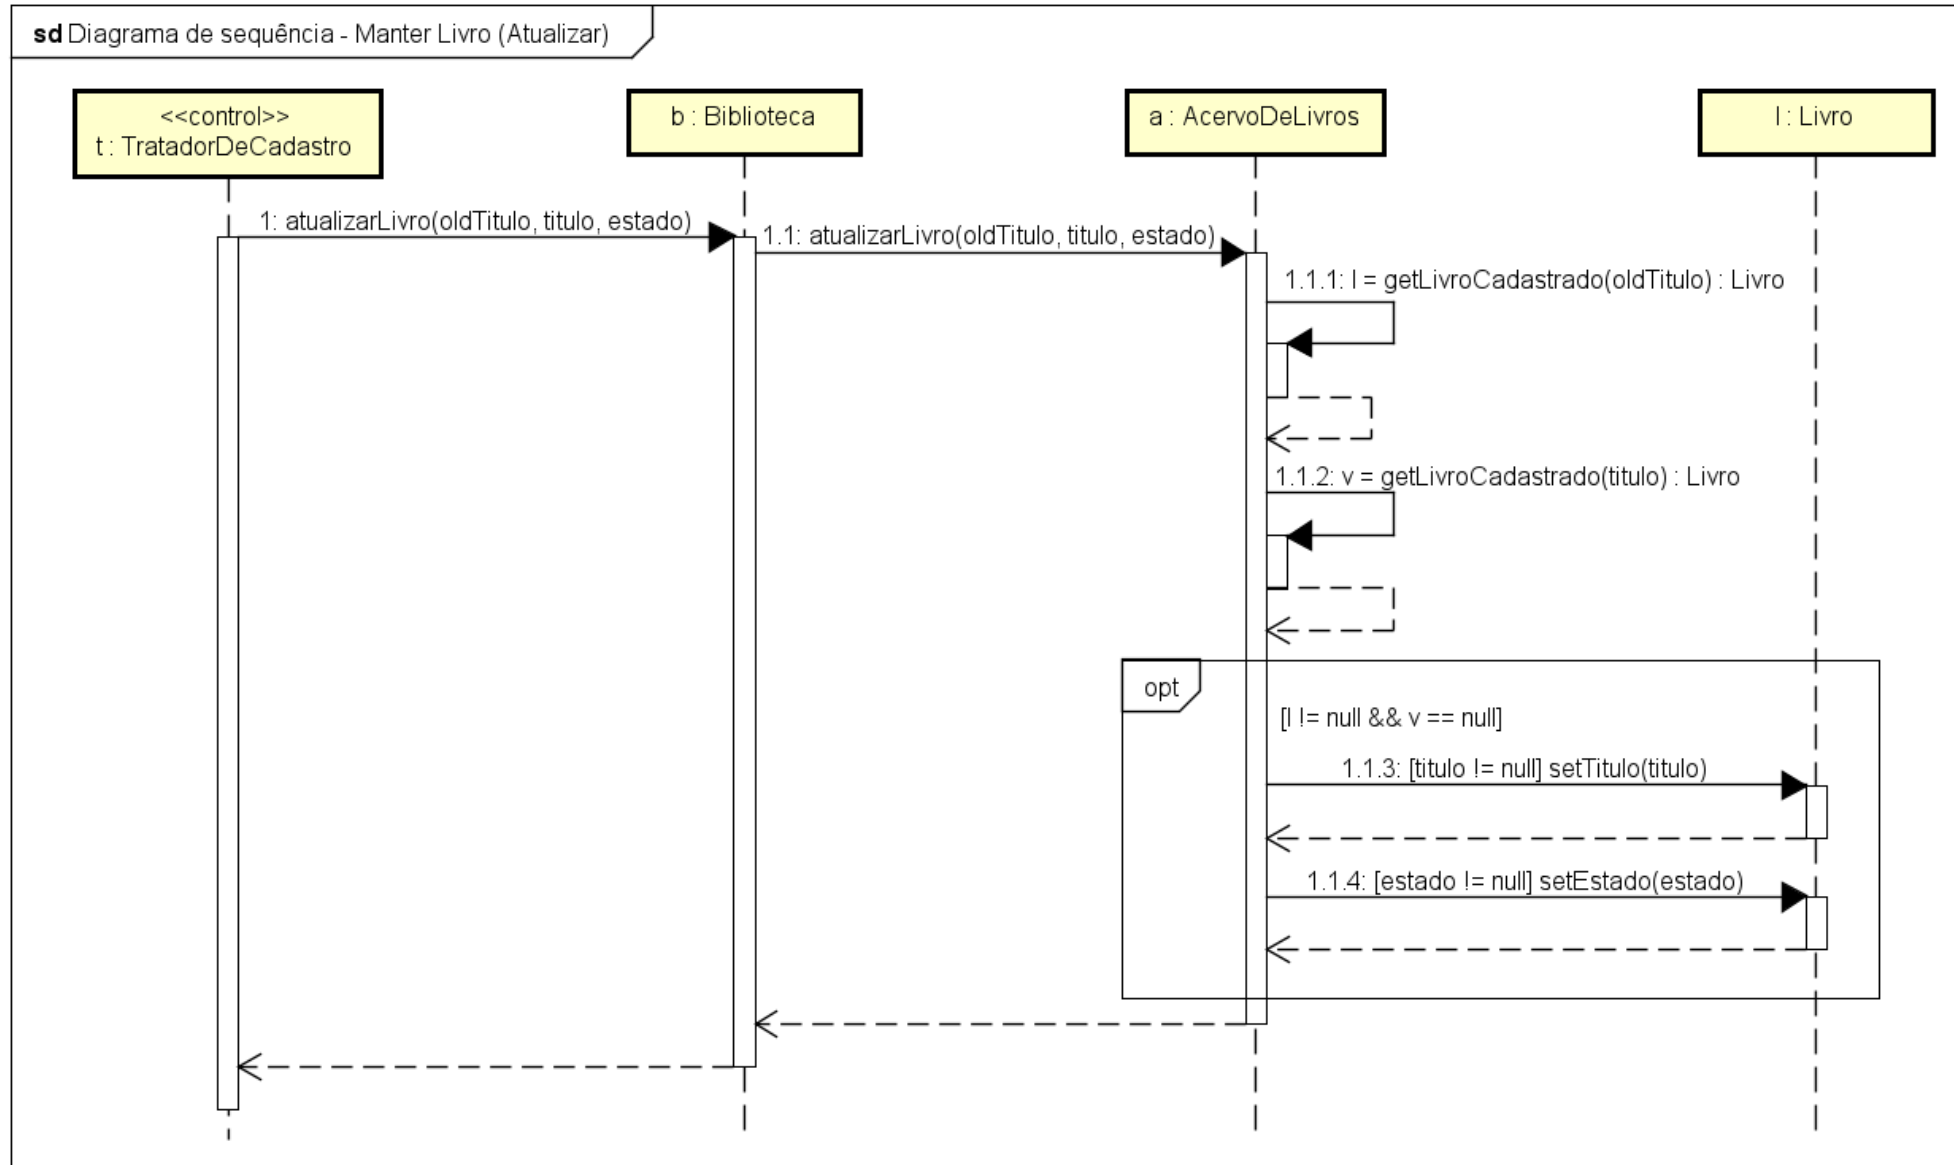 sd Diagrama de sequência - Manter Livro (Atualizar)
<<control>>
t : TratadorDeCadastro
b : Biblioteca
a : AcervoDeLivros
l : Livro
1: atualizarLivro(oldTitulo, titulo, estado)
1.1: atualizarLivro(oldTitulo, titulo, estado)
1.1.1: l = getLivroCadastrado(oldTitulo) : Livro
1.1.2: v = getLivroCadastrado(titulo) : Livro
opt
[l != null && v == null]
1.1.3: [titulo != null] setTitulo(titulo)
1.1.4: [estado != null] setEstado(estado)